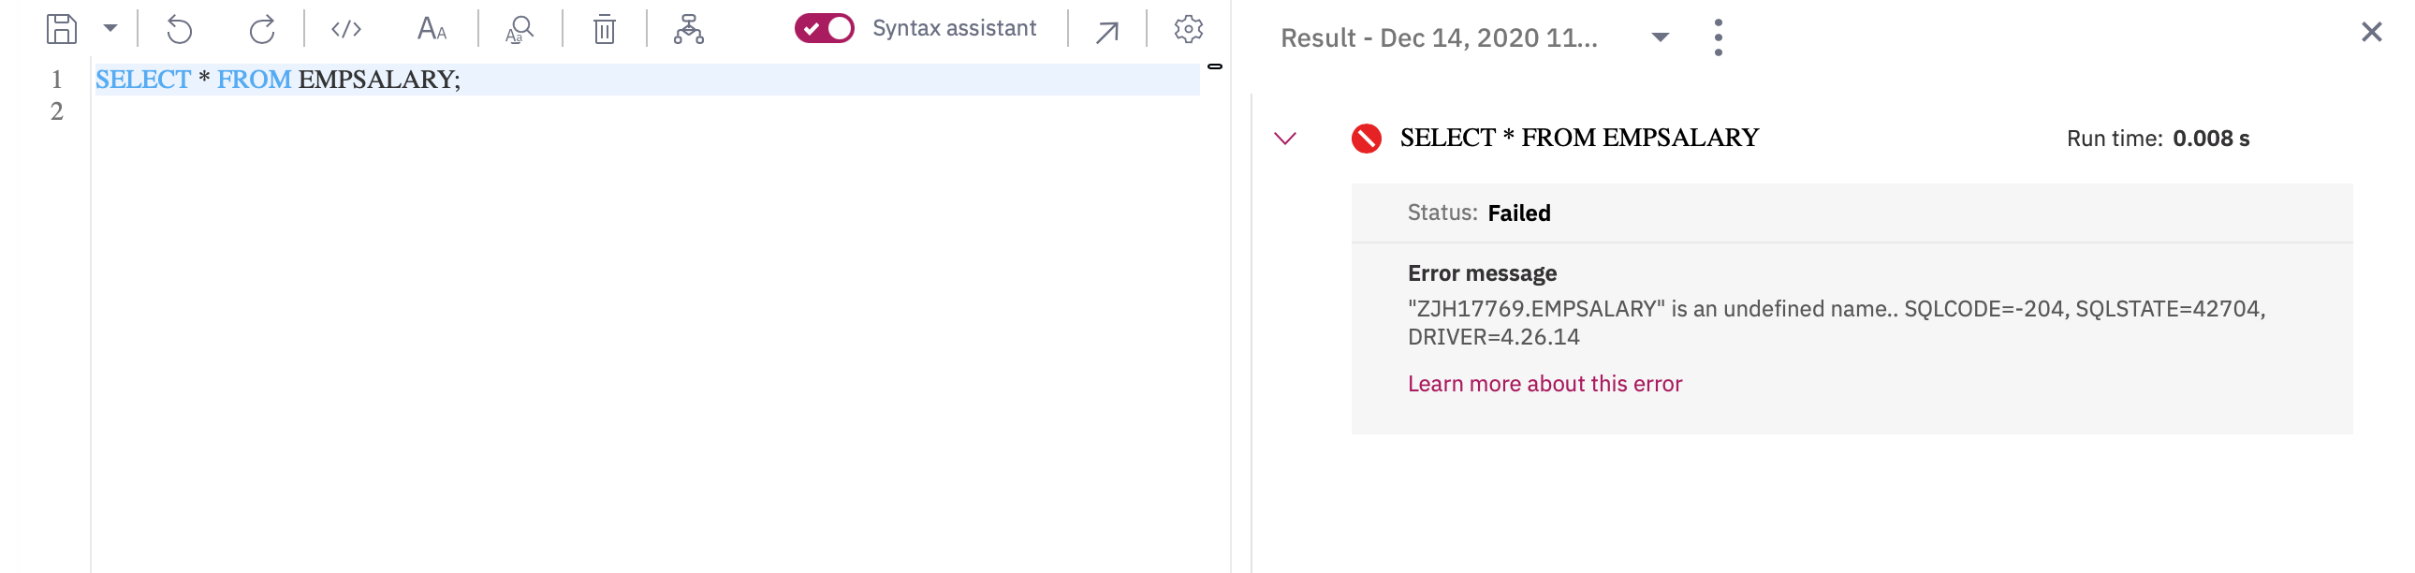 Syntax assistant
1 SELECT * FROM EMPSALARY;
2
Result - Dec 14, 2020 11...
SELECT * FROM EMPSALARY
Run time: 0.008 s
Status: Failed
Error message
"ZJH17769.EMPSALARY" is an undefined name.. SQLCODE=-204, SQLSTATE=42704,
DRIVER=4.26.14
Learn more about this error